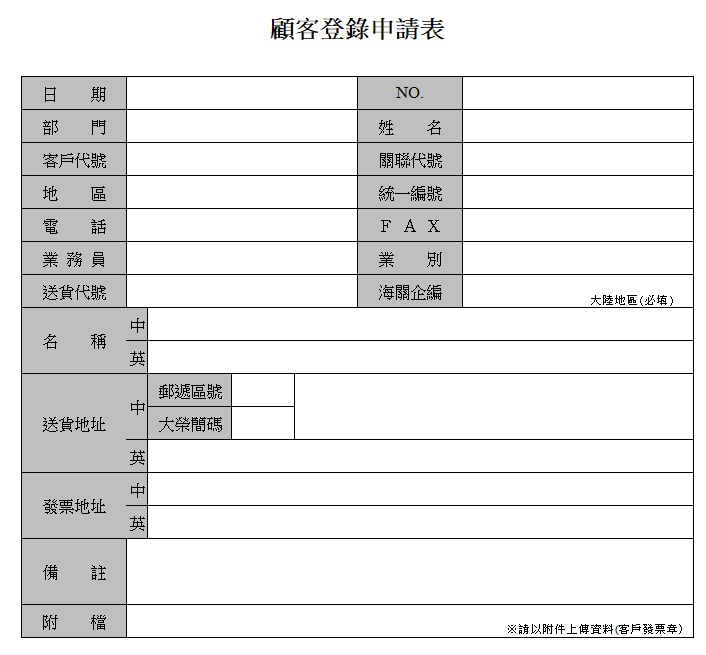 顧客登錄申請表
日期 NO.
部門 姓名
客戶代號 關聯代號
地區 統一編號
電話 FAX
業務員 業別
送貨代號 海關企編 大陸地區(必填)
名稱 中
英
送貨地址 中 郵遞區號
大榮簡碼
英
發票地址 中
英
備註
附檔 ※請以附件上傳資料(客戶發票章)